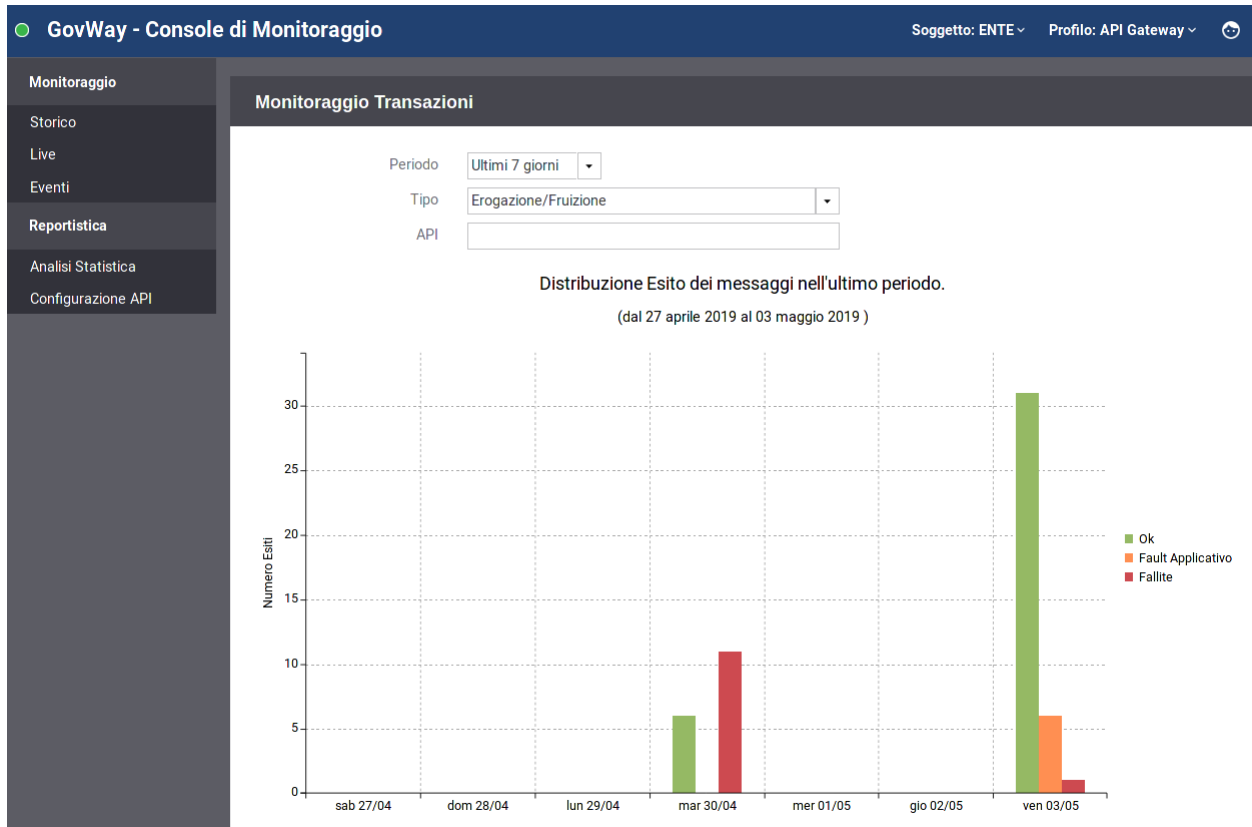 GovWay - Console di Monitoraggio
Soggetto: ENTE
Profilo: API Gateway
Monitoraggio
Storico
Live
Eventi
Reportistica
Analisi Statistica
Configurazione API
Monitoraggio Transazioni
Periodo
Ultimi 7 giorni
Tipo
Erogazione/Fruizione
API
Distribuzione Esito dei messaggi nell'ultimo periodo.
(dal 27 aprile 2019 al 03 maggio 2019 )
Numero Esiti
30
25
20
15
10
5
0
sab 27/04
dom 28/04
lun 29/04
mar 30/04
mer 01/05
gio 02/05
ven 03/05
Ok
Fault Applicativo
Fallite